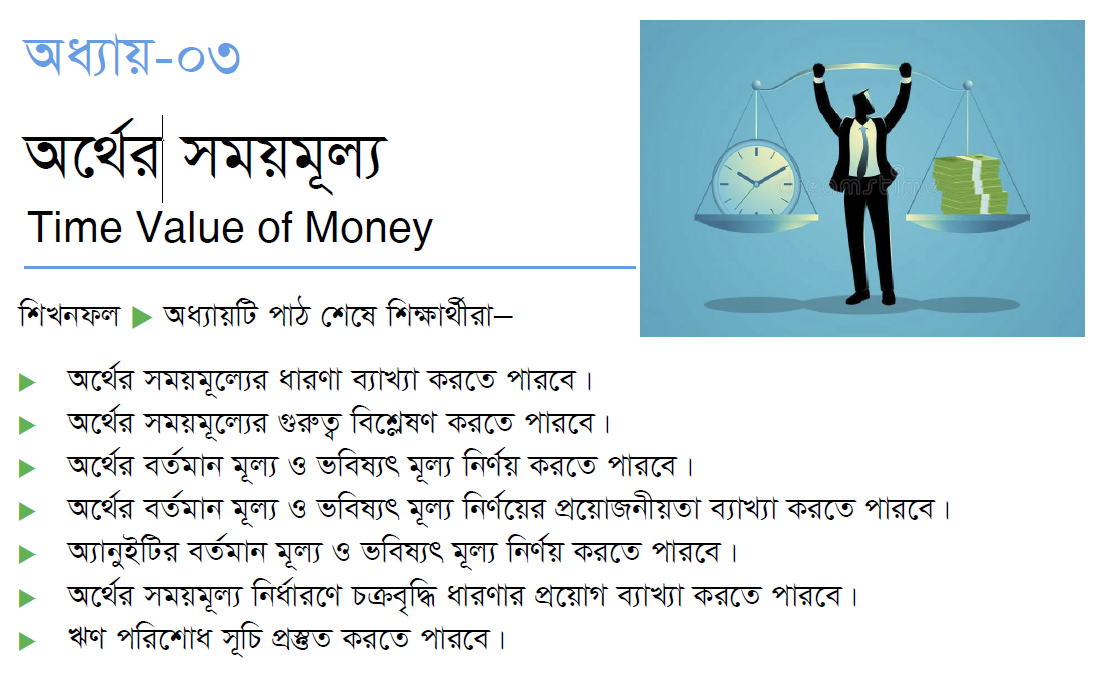 অধ্যায়-০৩
অর্থের সময়মূল্য
Time Value of Money
শিখনফল ▶ অধ্যায়টি পাঠ শেষে শিক্ষার্থীরা–
▶ অর্থের সময়মূল্যের ধারণা ব্যাখ্যা করতে পারবে।
▶ অর্থের সময়মূল্যের গুরুত্ব বিশ্লেষণ করতে পারবে।
▶ অর্থের বর্তমান মূল্য ও ভবিষ্যৎ মূল্য নির্ণয় করতে পারবে।
▶ অর্থের বর্তমান মূল্য ও ভবিষ্যৎ মূল্য নির্ণয়ের প্রয়োজনীয়তা ব্যাখ্যা করতে পারবে।
▶ অ্যানুইটির বর্তমান মূল্য ও ভবিষ্যৎ মূল্য নির্ণয় করতে পারবে।
▶ অর্থের সময়মূল্য নির্ধারণে চক্রবৃদ্ধি ধারণার প্রয়োগ ব্যাখ্যা করতে পারবে।
▶ ঋণ পরিশোধ সূচি প্রস্তুত করতে পারবে।
dreamstime